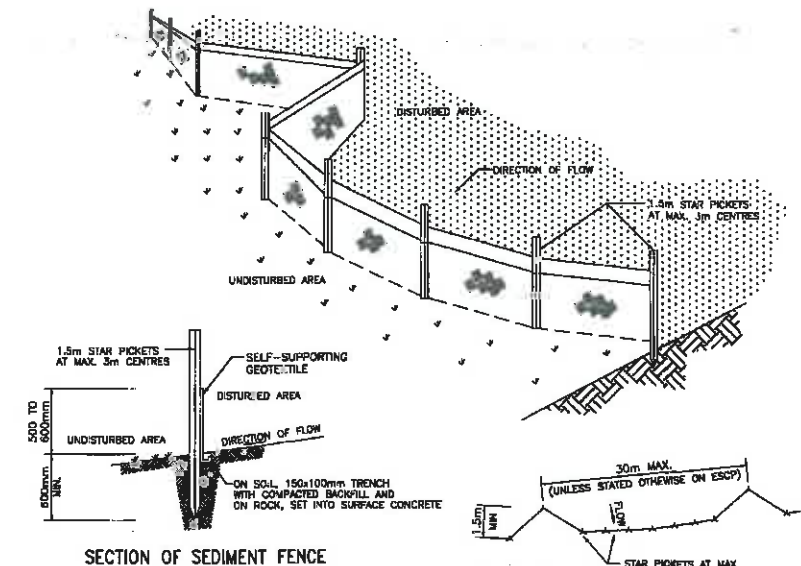 DISTURBED AREA
DIRECTION OF FLOW
1.5m STAR PICKETS
AT MAX. 3m CENTRES
UNDISTURBED AREA
1.5m STAR PICKETS
AT MAX. 3m CENTRES
SELF-SUPPORTING
GEOTEXTILE
DISTURBED AREA
500 TO
600mm
UNDISTURBED AREA
DIRECTION OF FLOW
600mm
MIN.
ON SOIL, 150x100mm TRENCH
WITH COMPACTED BACKFILL AND
ON ROCK, SET INTO SURFACE CONCRETE
SECTION OF SEDIMENT FENCE
30m MAX.
(UNLESS STATED OTHEWISE ON ESCP)
1.5m
MIN
FLOW
STAR PICKETS AT MAX